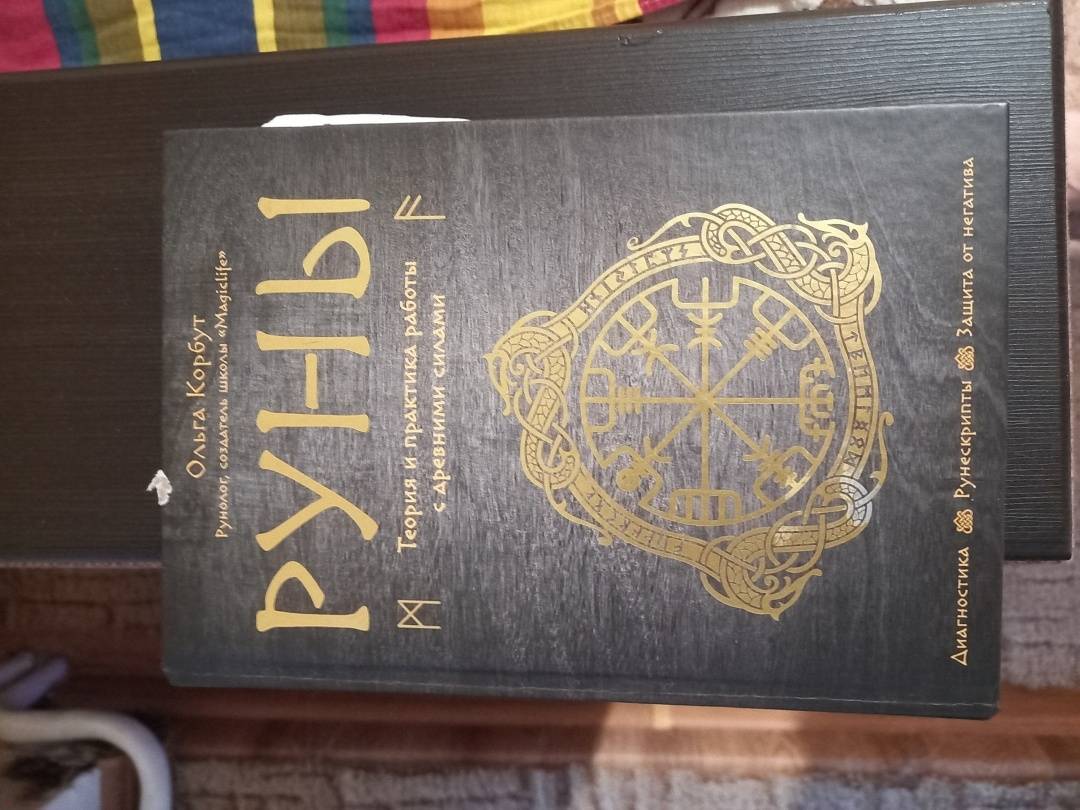 Ольга Корбут
Рунолог, создатель школы «Magiclife»
РУНЫ
ᛗ Теория и практика работы ᚨ
с древними силами
Диагностика Рунескрипты Защита от негатива